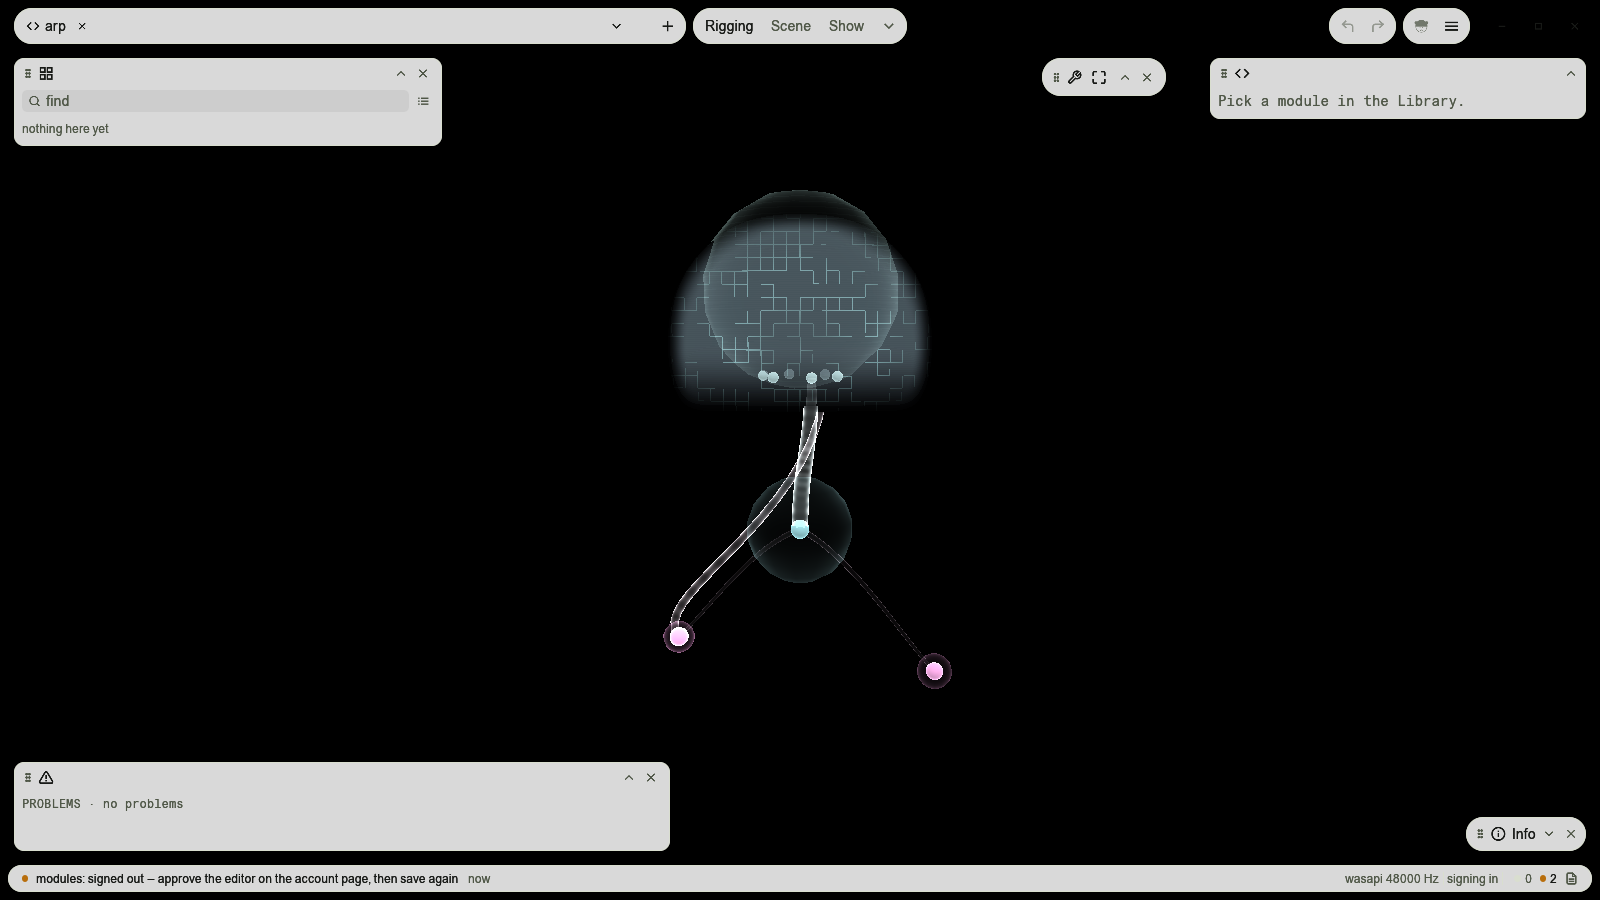 arp
Rigging Scene Show
find
nothing here yet
Pick a module in the Library.
PROBLEMS · no problems
Info
modules: signed out – approve the editor on the account page, then save again now
wasapi 48000 Hz signing in 0 2